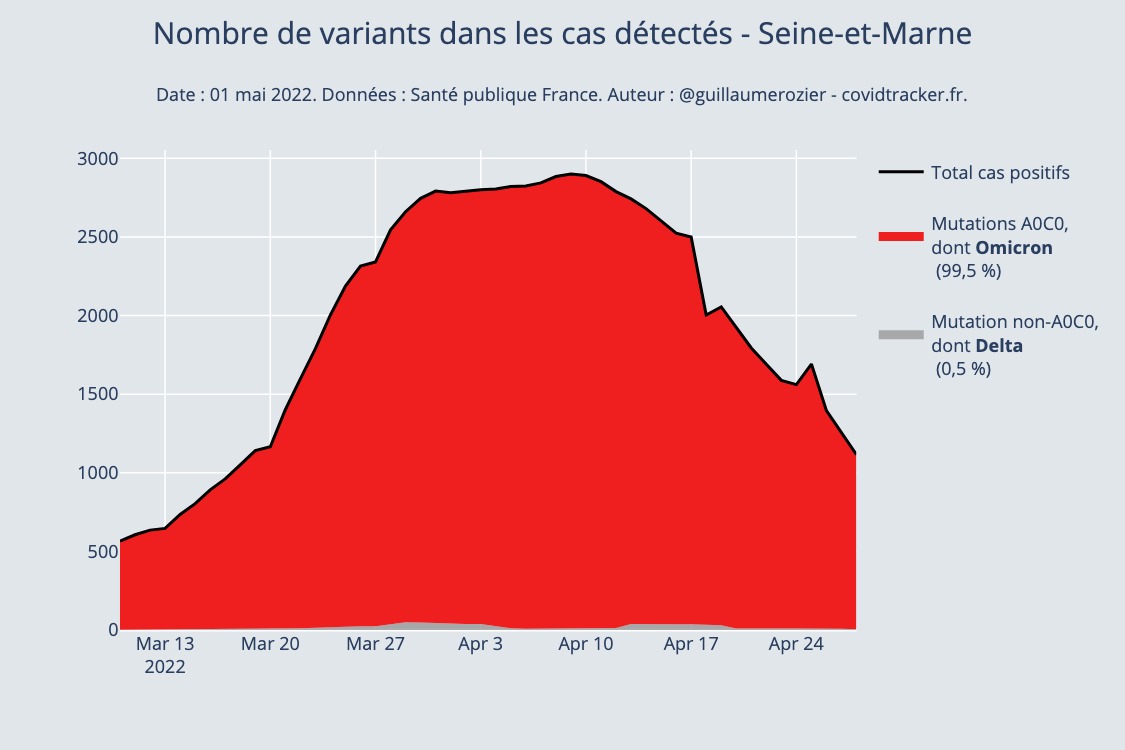 Nombre de variants dans les cas détectés - Seine-et-Marne
Date : 01 mai 2022. Données : Santé publique France. Auteur : @guillaumerozier - covidtracker.fr.
3000
2500
2000
1500
1000
500
0
Mar 13
2022
Mar 20
Mar 27
Apr 3
Apr 10
Apr 17
Apr 24
Total cas positifs
Mutations A0C0,
dont Omicron
(99,5 %)
Mutation non-A0C0,
dont Delta
(0,5 %)